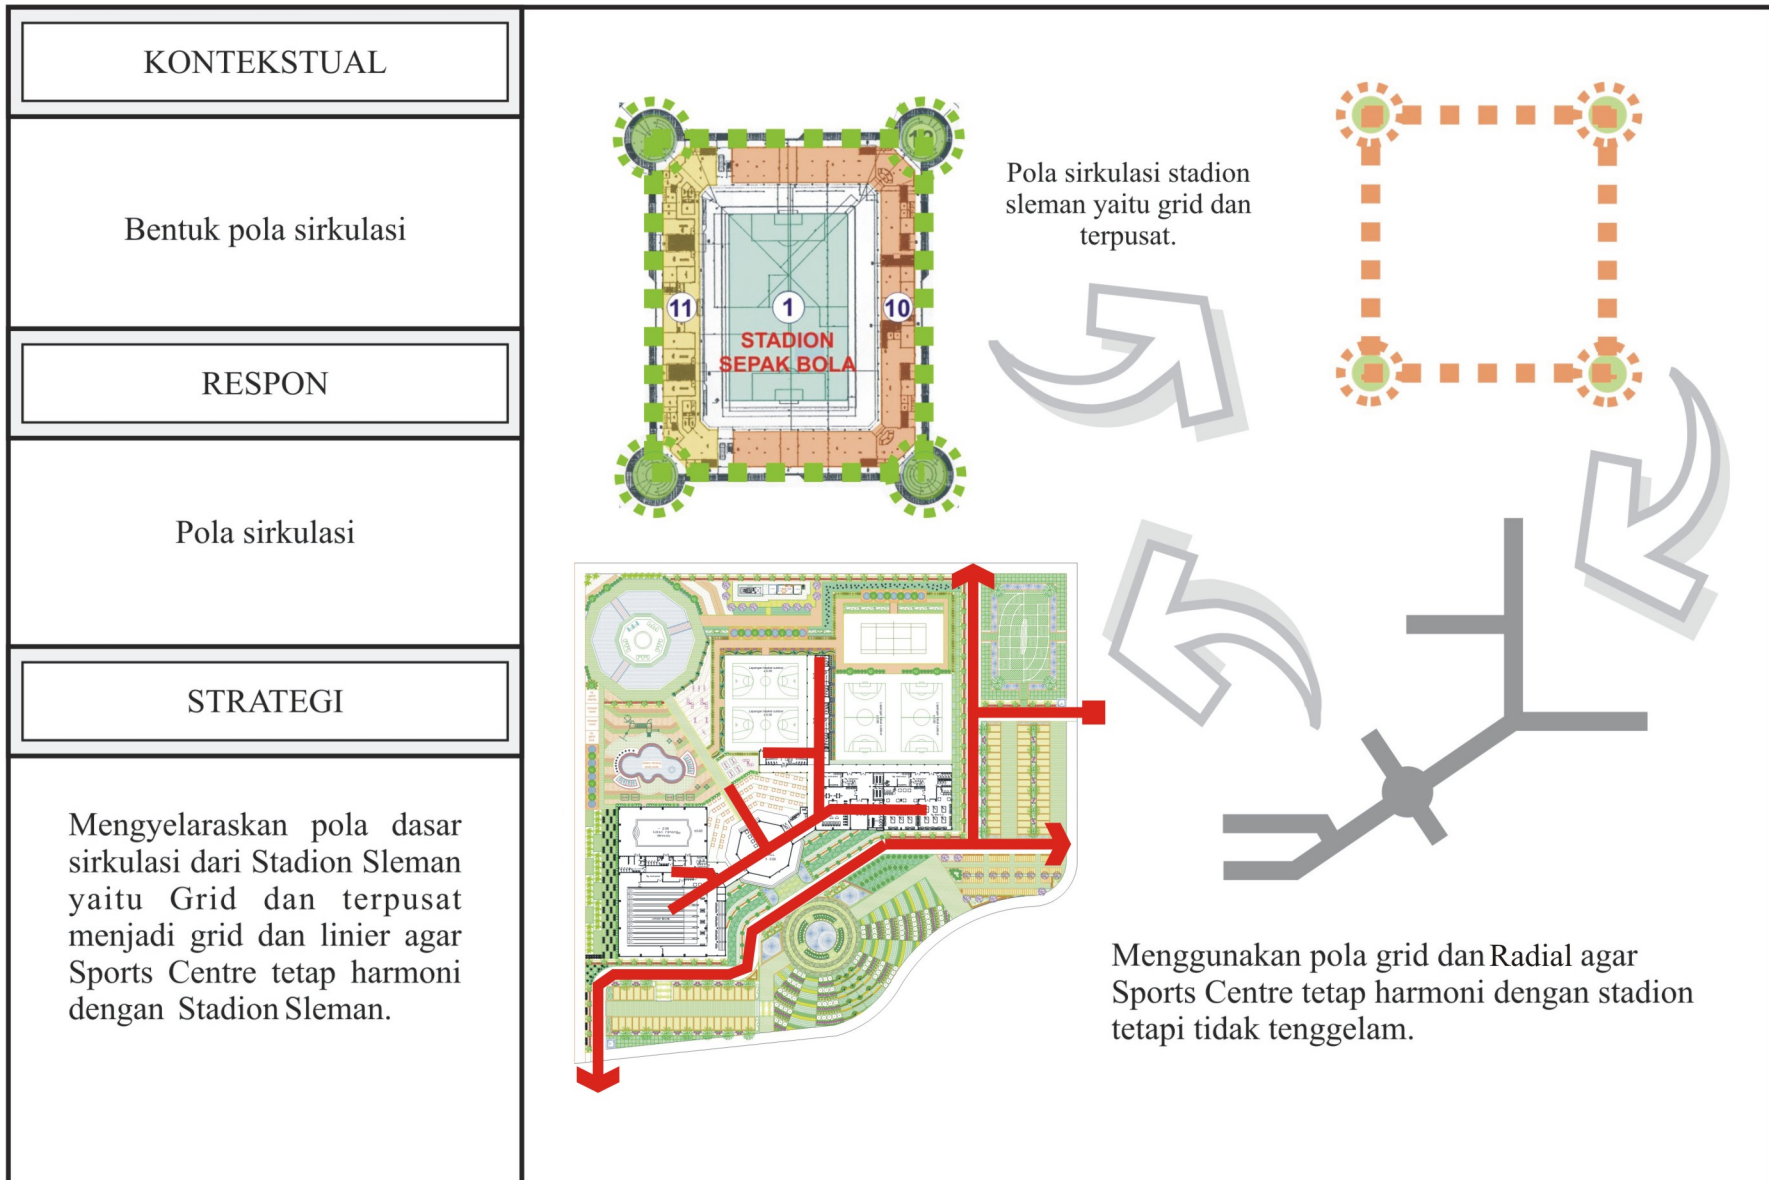 KONTEKSTUAL
Bentuk pola sirkulasi
RESPON
Pola sirkulasi
STRATEGI
Mengyelaraskan pola dasar
sirkulasi dari Stadion Sleman
yaitu Grid dan terpusat
menjadi grid dan linier agar
Sports Centre tetap harmoni
dengan Stadion Sleman.
11
1
10
STADION
SEPAK BOLA
Pola sirkulasi stadion
sleman yaitu grid dan
terpusat.
Menggunakan pola grid dan Radial agar
Sports Centre tetap harmoni dengan stadion
tetapi tidak tenggelam.